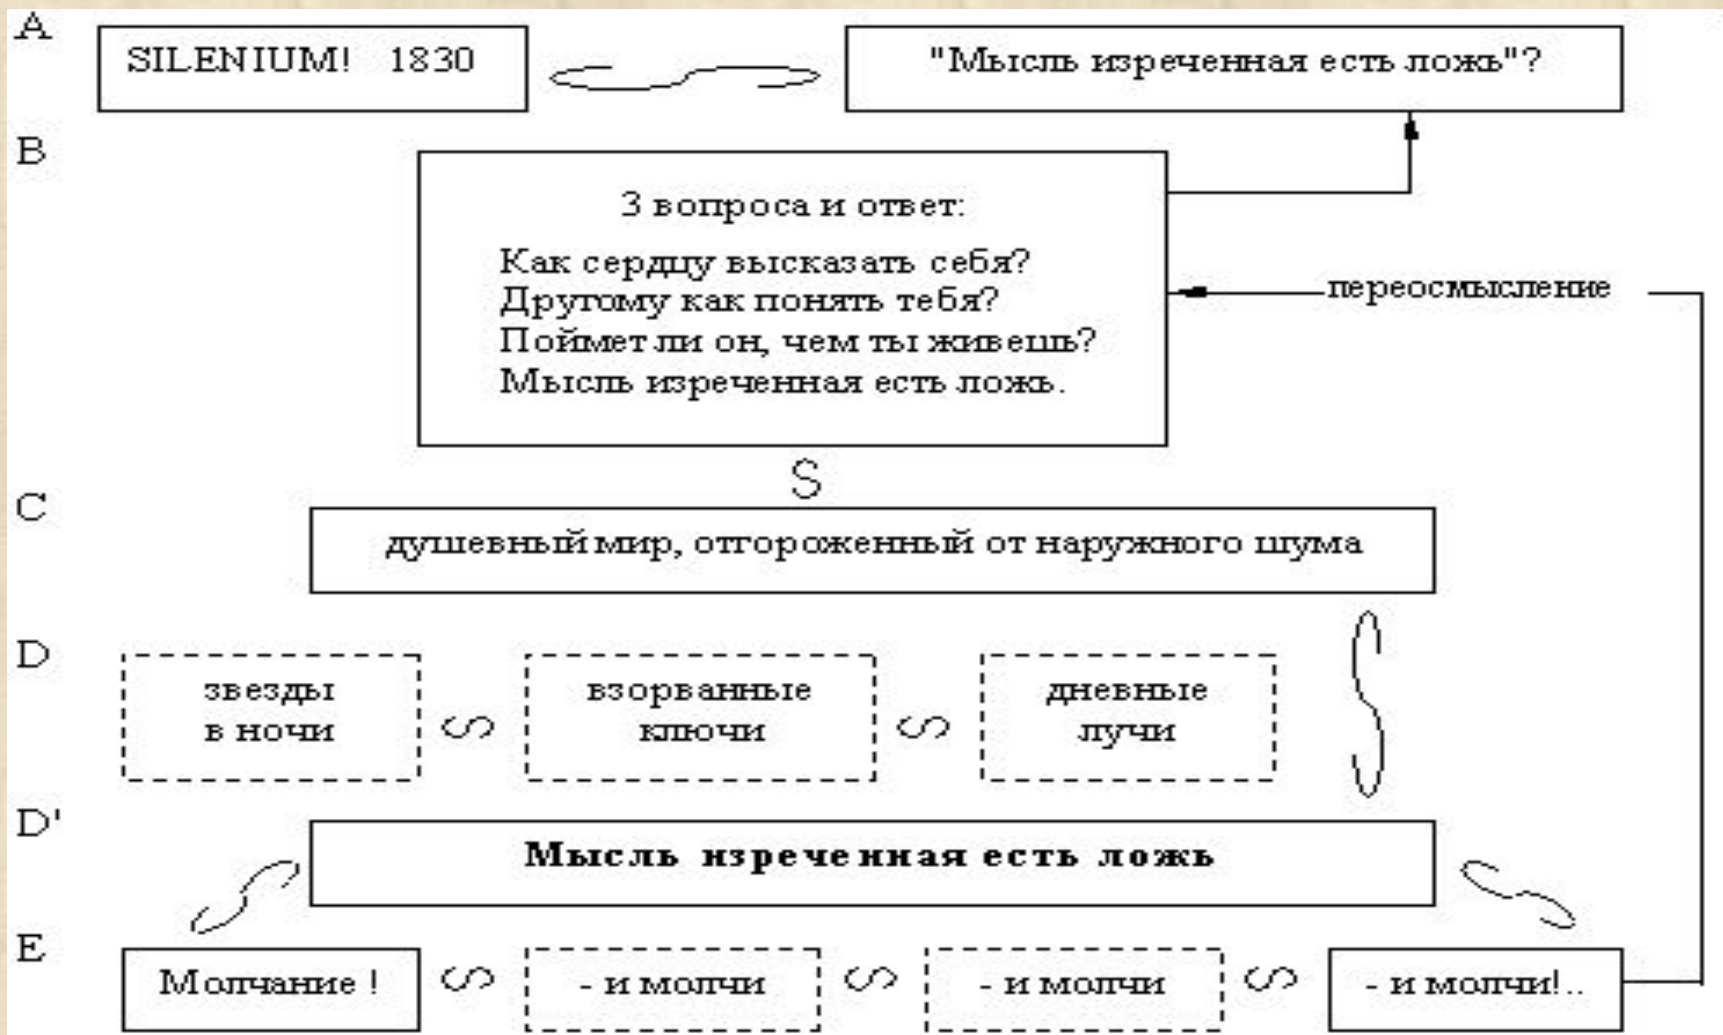 A
SILENIUM! 1830
"Мысль изреченная есть ложь"?
B
3 вопроса и ответ:
Как сердцу высказать себя?
Другому как понять тебя?
Поймет ли он, чем ты живешь?
Мысль изреченная есть ложь.
переосмысление
S
C
душевный мир, отгороженный от наружного шума
D
звезды
в ночи
S
взорванные
ключи
S
дневные
лучи
D'
Мысль изреченная есть ложь
E
Молчание !
S
- и молчи
S
- и молчи
S
- и молчи!..